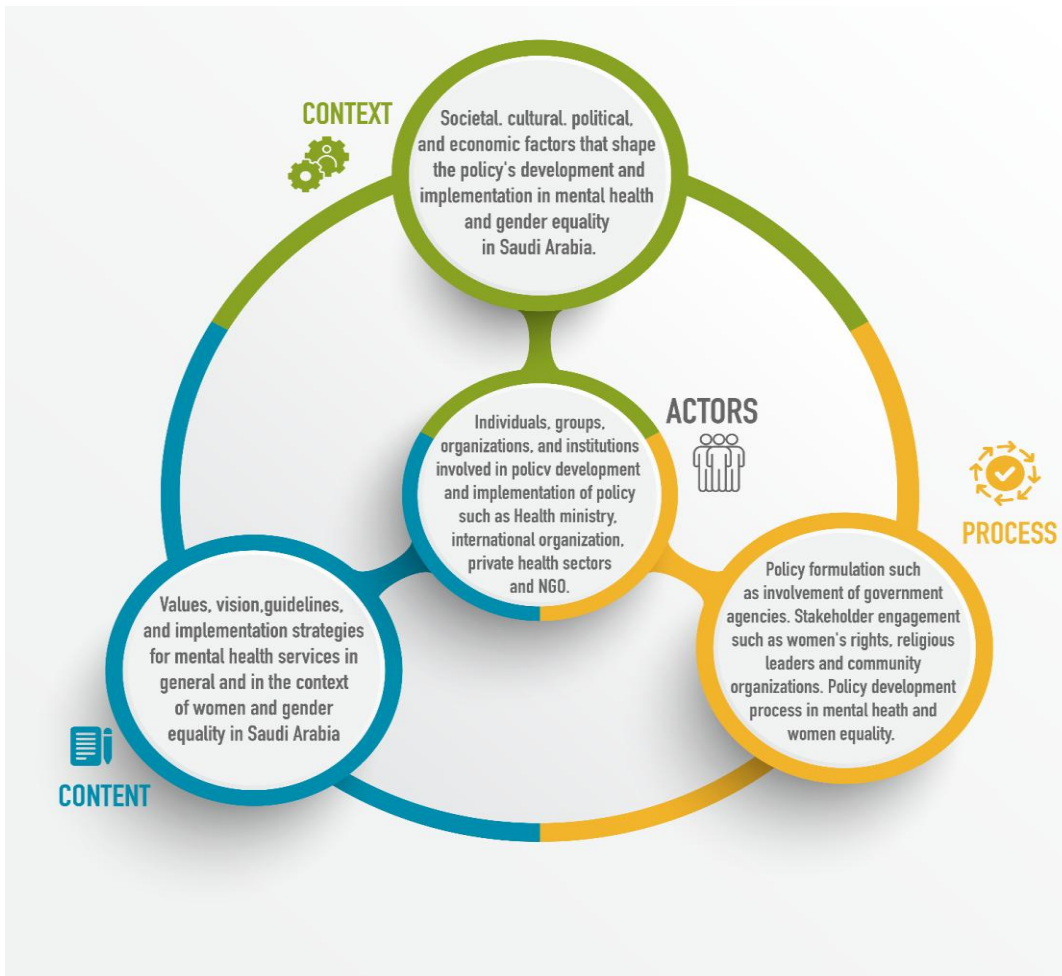 CONTEXT
Societal. cultural. political,
and economic factors that shape
the policy's development and
implementation in mental health
and gender equality
in Saudi Arabia.
ACTORS
Individuals, groups,
organizations, and institutions
involved in policv development
and implementation of policy
such as Health ministry,
international organization,
private health sectors
and NGO.
PROCESS
Policy formulation such
as involvement of government
agencies. Stakeholder engagement
such as women's rights, religious
leaders and community
organizations. Policy development
process in mental heath and
women equality.
Values, vision,guidelines,
and implementation strategies
for mental health services in
general and in the context
of women and gender
equality in Saudi Arabia
CONTENT